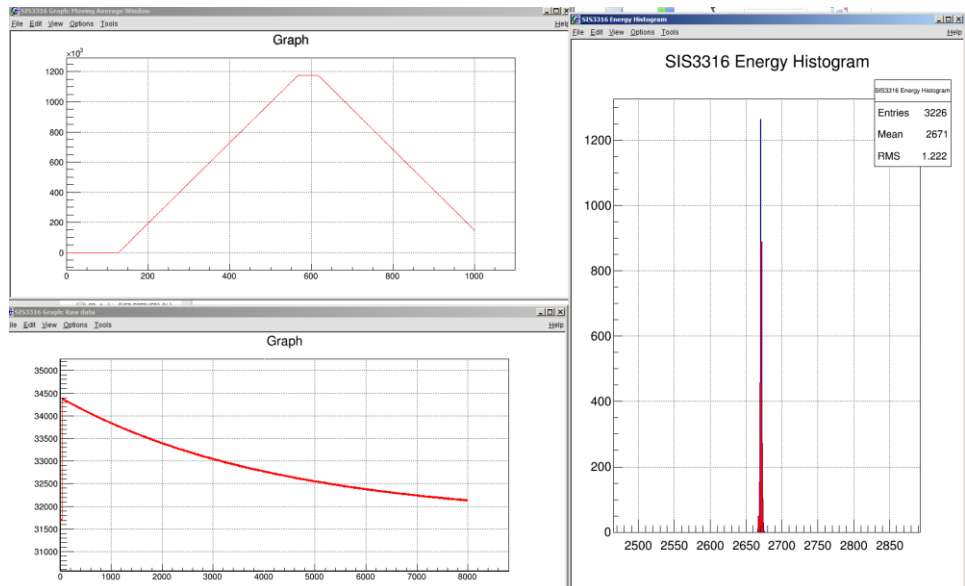 SIS3316 Graph: Moving Average Window
File Edit View Options Tools Help
Graph
×10³
1200
1000
800
600
400
200
0
0 200 400 600 800 1000
SIS3316 Graph: Raw data
File Edit View Options Tools Help
Graph
35000
34500
34000
33500
33000
32500
32000
31500
31000
0 1000 2000 3000 4000 5000 6000 7000 8000
SIS3316 Energy Histogram
File Edit View Options Tools Help
SIS3316 Energy Histogram
SIS3316 Energy Histogram
Entries 3226
Mean 2671
RMS 1.222
1200
1000
800
600
400
200
0
2500 2550 2600 2650 2700 2750 2800 2850